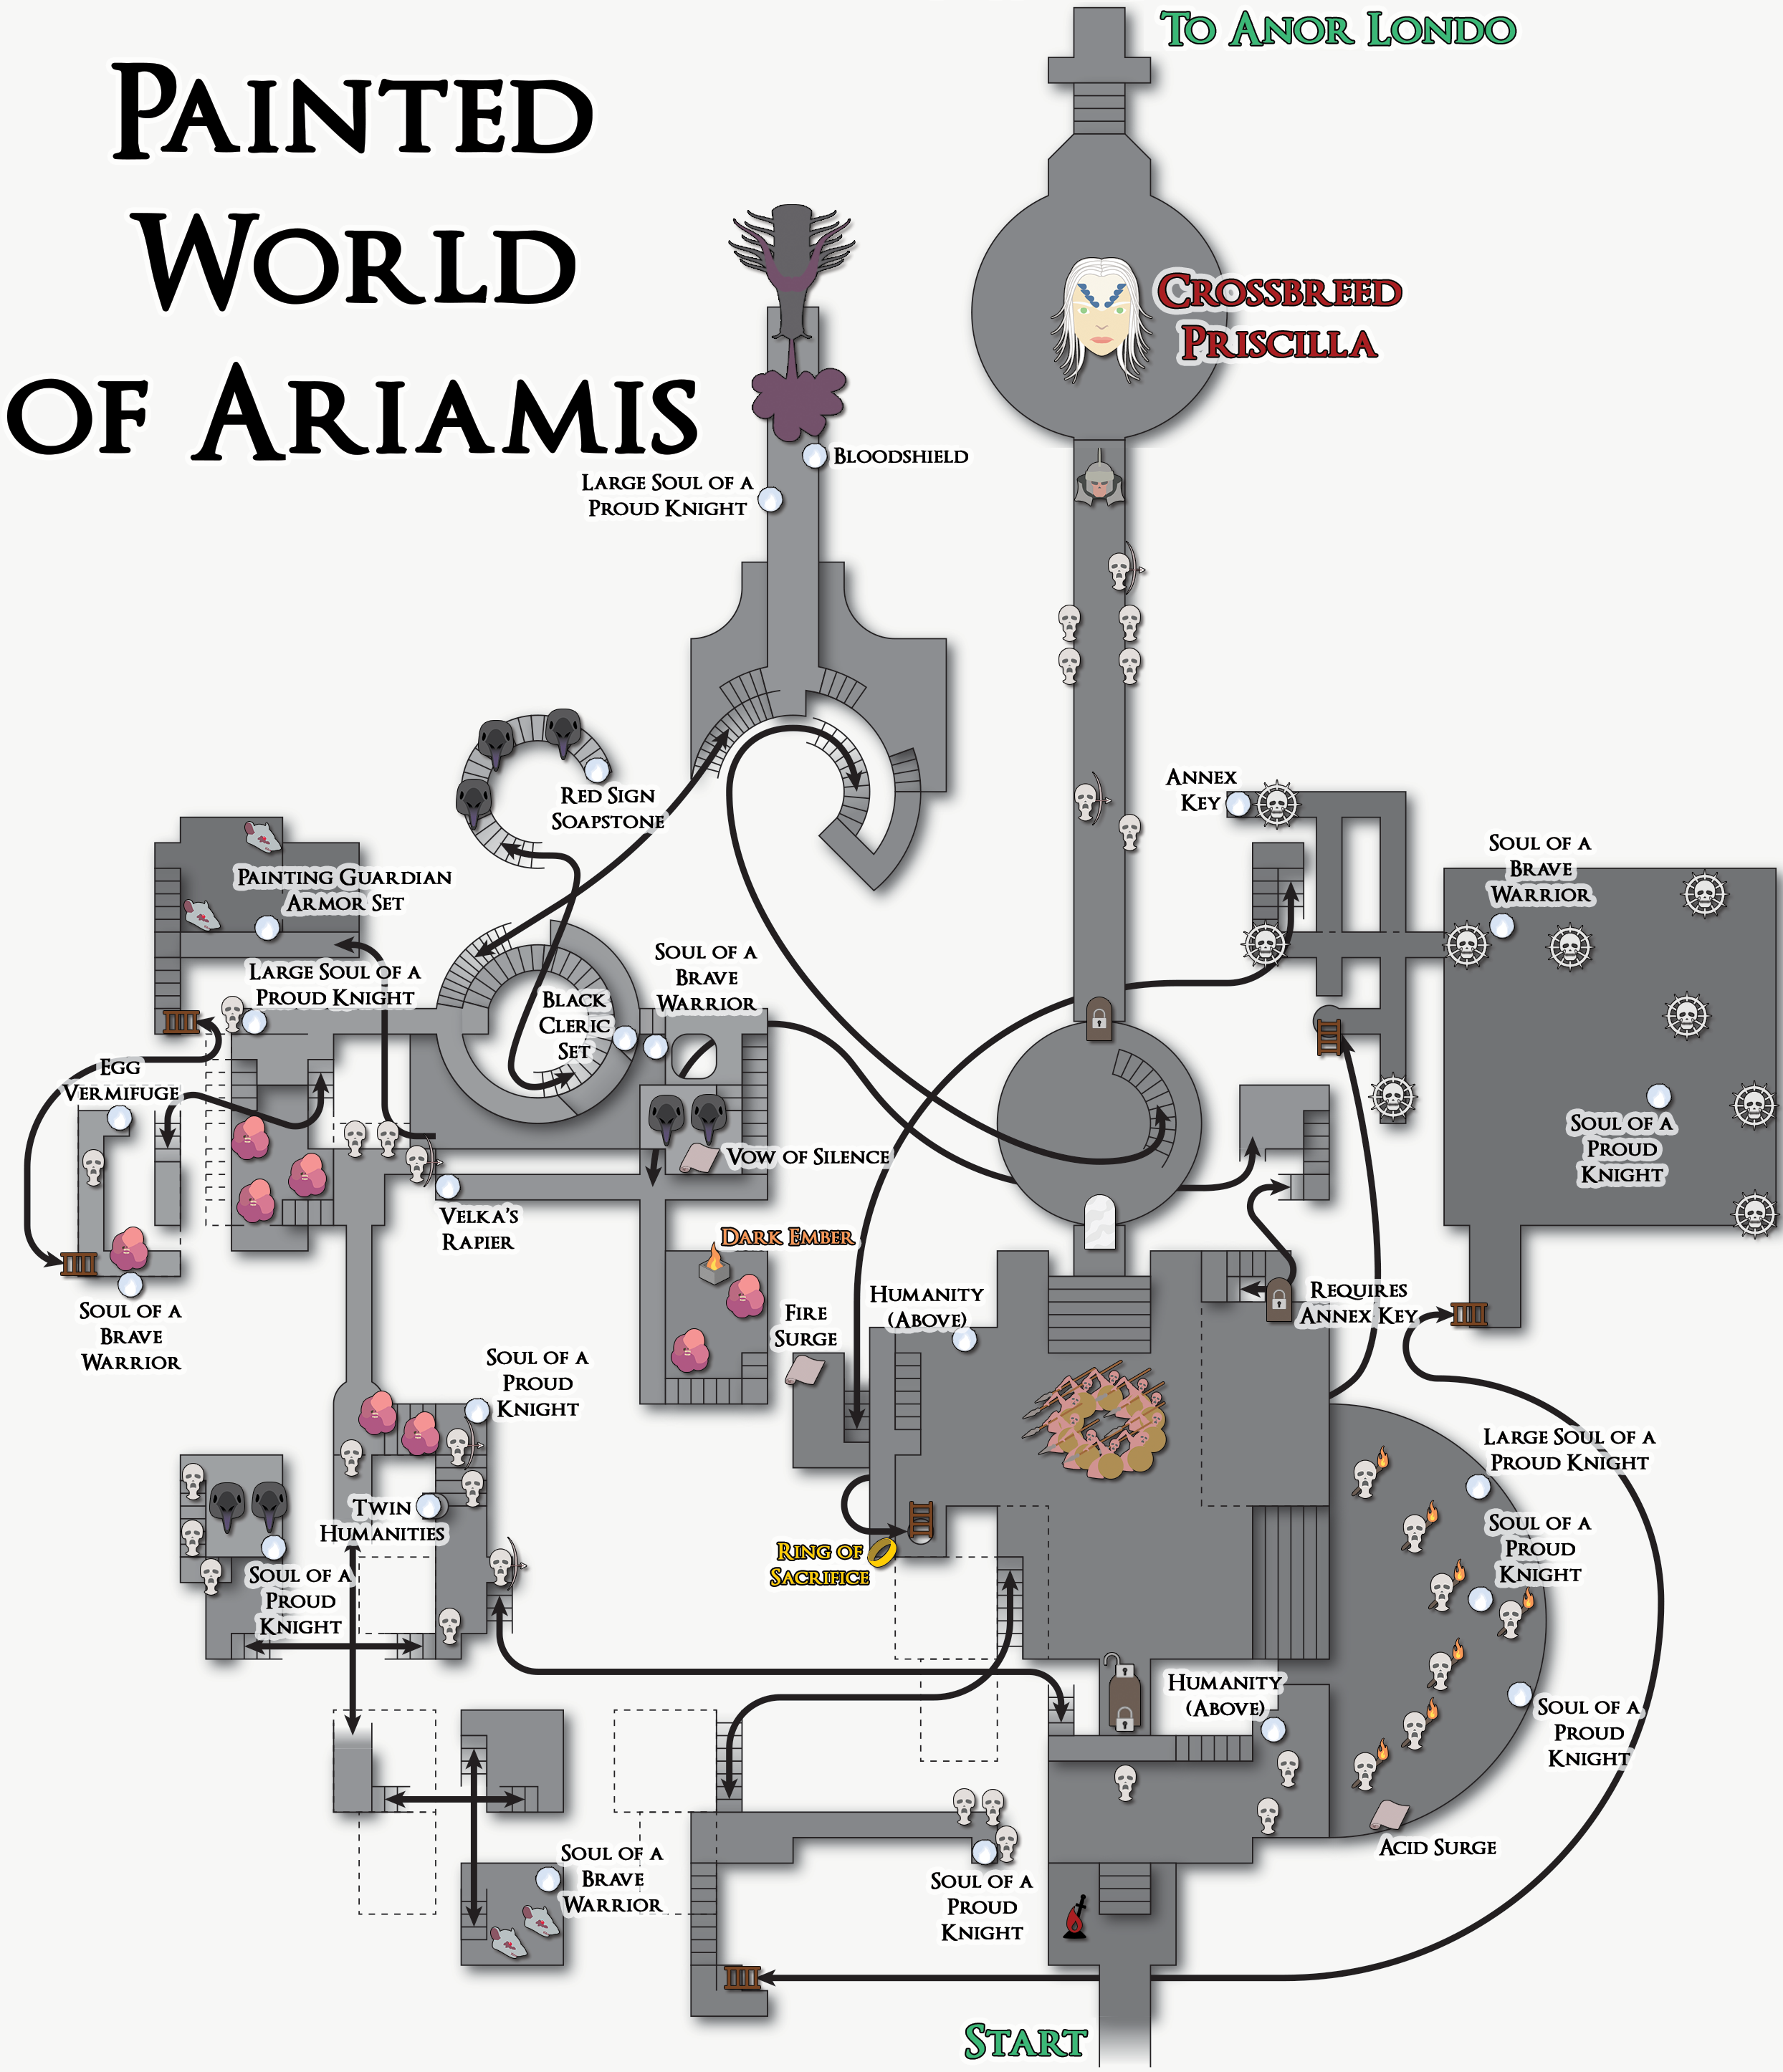 To Anor Londo
Painted
World
of Ariamis
Crossbreed
Priscilla
Bloodshield
Large Soul of a
Proud Knight
Annex
Key
Red Sign
Soapstone
Soul of a
Brave
Warrior
Painting Guardian
Armor Set
Large Soul of a
Proud Knight
Soul of a
Brave
Warrior
Black
Cleric
Set
Egg
Vermifuge
Soul of a
Proud
Knight
Vow of Silence
Velka's
Rapier
Dark Ember
Soul of a
Brave
Warrior
Humanity
(Above)
Fire
Surge
Requires
Annex Key
Soul of a
Proud
Knight
Large Soul of a
Proud Knight
Twin
Humanities
Soul of a
Proud
Knight
Ring of
Sacrifice
Soul of a
Proud
Knight
Humanity
(Above)
Soul of a
Proud
Knight
Acid Surge
Soul of a
Brave
Warrior
Soul of a
Proud
Knight
Start